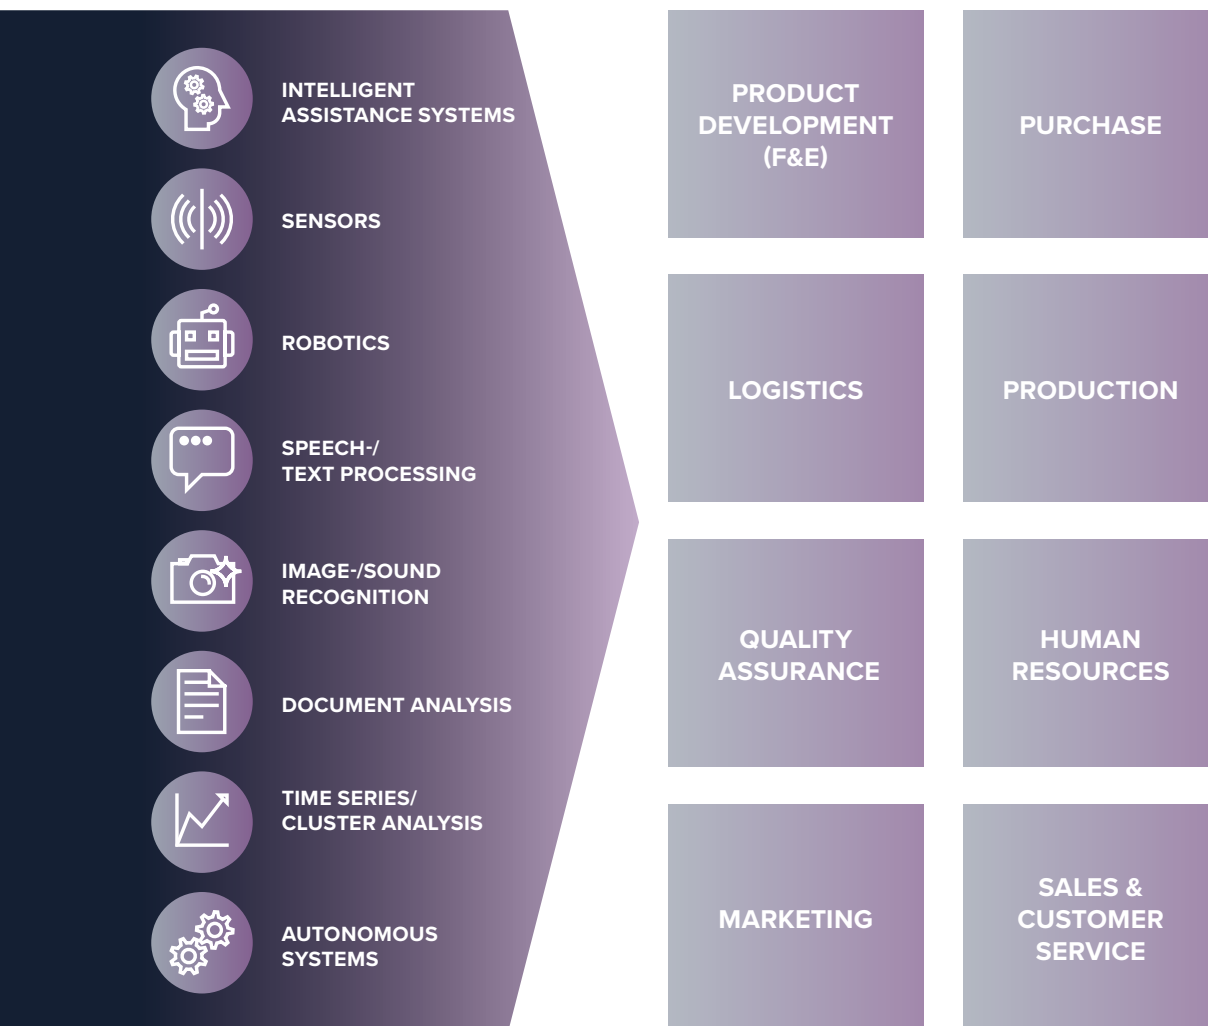 INTELLIGENT
ASSISTANCE SYSTEMS
SENSORS
ROBOTICS
SPEECH-/
TEXT PROCESSING
IMAGE-/SOUND
RECOGNITION
DOCUMENT ANALYSIS
TIME SERIES/
CLUSTER ANALYSIS
AUTONOMOUS
SYSTEMS
PRODUCT
DEVELOPMENT
(F&E)
PURCHASE
LOGISTICS
PRODUCTION
QUALITY
ASSURANCE
HUMAN
RESOURCES
MARKETING
SALES &
CUSTOMER
SERVICE